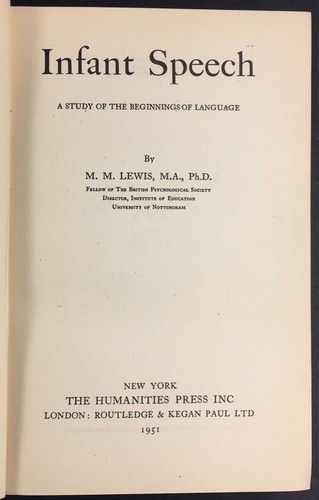 Infant Speech
A STUDY OF THE BEGINNINGS OF LANGUAGE
By
M. M. LEWIS, M.A., Ph.D.
FELLOW OF THE BRITISH PSYCHOLOGICAL SOCIETY
DIRECTOR, INSTITUTE OF EDUCATION
UNIVERSITY OF NOTTINGHAM
NEW YORK
THE HUMANITIES PRESS INC
LONDON: ROUTLEDGE & KEGAN PAUL LTD
1951